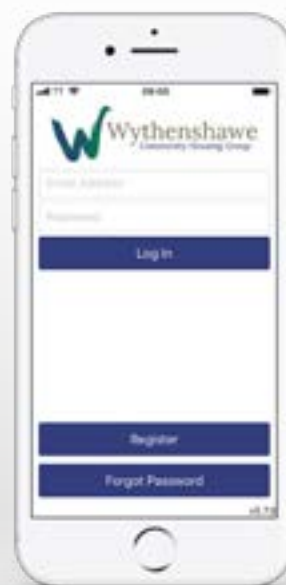 Wythenshawe
Community Housing Group
Email Address
Password
Log In
Register
Forgot Password